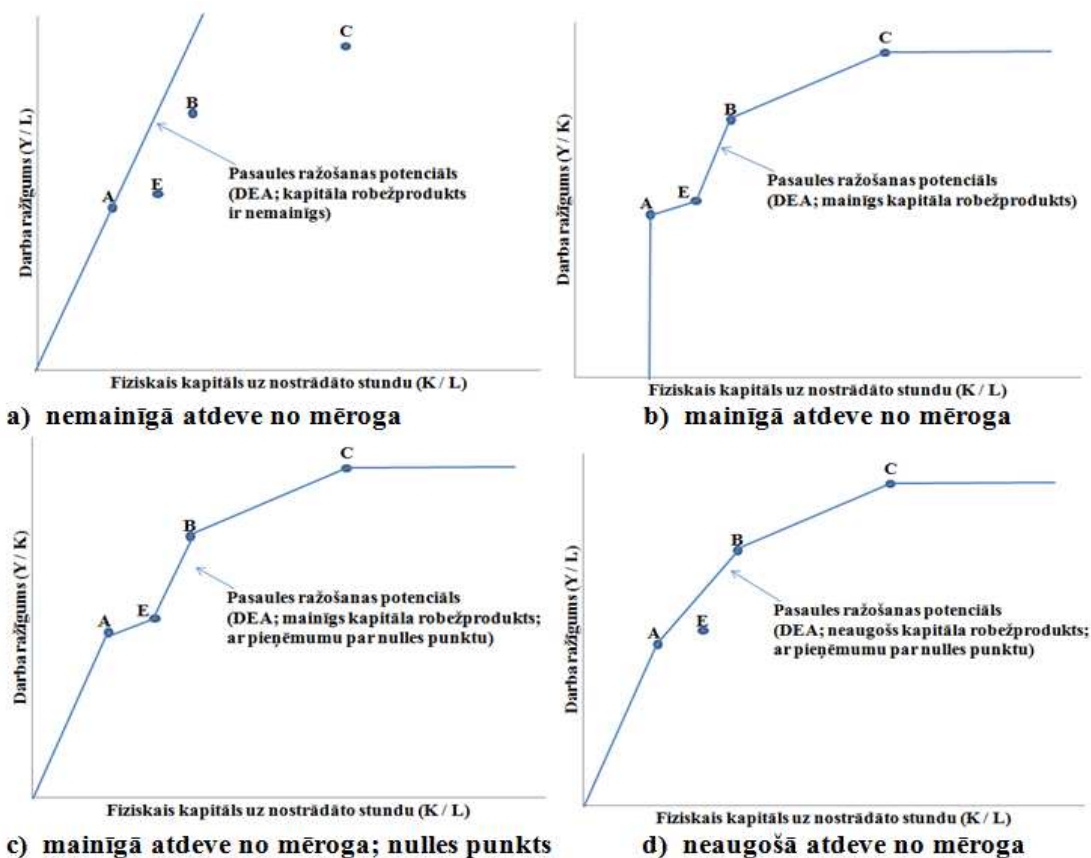 C
B
Pasaules ražošanas potenciāls
(DEA; kapitāla robežprodukts
ir nemainīgs)
E
A
Darba ražīgums (Y / L)
Fiziskais kapitāls uz nostrādāto stundu (K / L)
a) nemainīgā atdeve no mēroga
C
B
Pasaules ražošanas potenciāls
(DEA; mainīgs kapitāla robežprodukts)
E
A
Darba ražīgums (Y / K)
Fiziskais kapitāls uz nostrādāto stundu (K / L)
b) mainīgā atdeve no mēroga
C
B
Pasaules ražošanas potenciāls
(DEA; mainīgs kapitāla robežprodukts;
ar pieņēmumu par nulles punktu)
E
A
Darba ražīgums (Y / K)
Fiziskais kapitāls uz nostrādāto stundu (K / L)
c) mainīgā atdeve no mēroga; nulles punkts
C
B
Pasaules ražošanas potenciāls
(DEA; neaugošs kapitāla robežprodukts;
ar pieņēmumu par nulles punktu)
E
A
Darba ražīgums (Y / L)
Fiziskais kapitāls uz nostrādāto stundu (K / L)
d) neaugošā atdeve no mēroga